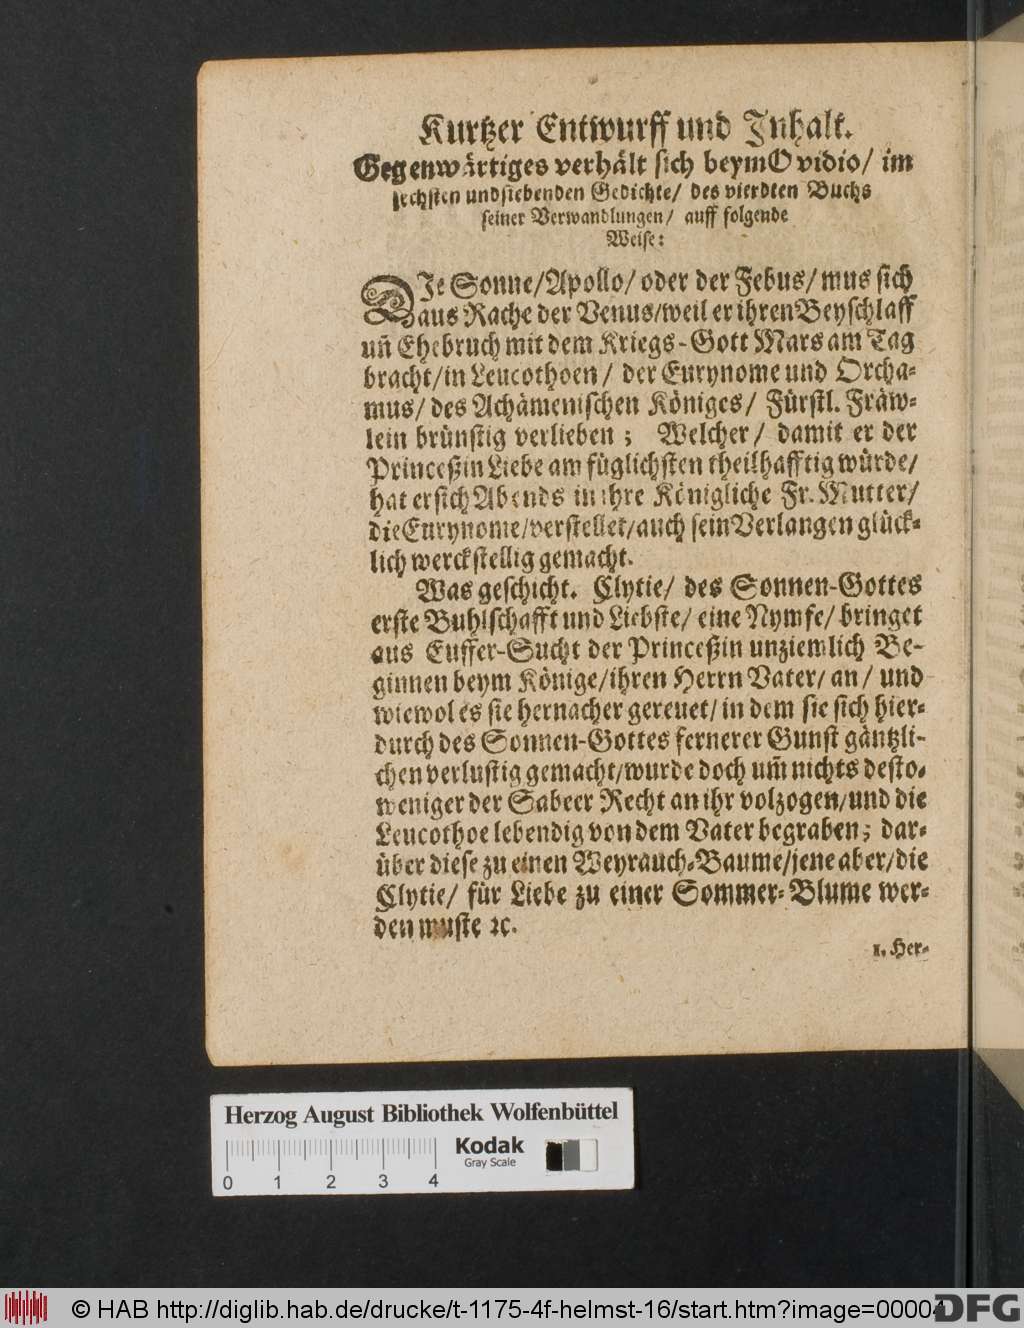 Kurtzer Entwurff und Inhalt.
Gegenwärtiges verhält sich beym Ovidio/ im
sechsten und siebenden Gedichte/ des vierdten Buchs
seiner Verwandlungen/ auff folgende
Weise:
DIe Sonne/Apollo/ oder der Febus/ mus sich
aus Rache der Venus/weil er ihren Beyschlaff
uñ Ehebruch mit dem Kriegs-Gott Mars am Tag
bracht/in Leucothoen/ der Eurynome und Orcha-
mus/ des Achämenischen Königes/ Fürstl. Fräw-
lein brünstig verlieben; Welcher/ damit er der
Princeßin Liebe am füglichsten theilhafftig würde/
hat er sich Abends in ihre Königliche Fr. Mutter/
die Eurynome/verstellet/auch sein Verlangen glück-
lich werckstellig gemacht.
Was geschicht. Clytie/ des Sonnen-Gottes
erste Buhlschafft und Liebste/ eine Nymfe/ bringet
aus Euffer-Sucht der Princeßin unziemlich Be-
ginnen beym Könige/ihren Herrn Vater/ an/ und
wiewol es sie hernacher gereuet/ in dem sie sich hier-
durch des Sonnen-Gottes fernerer Gunst gäntzli-
chen verlustig gemacht/wurde doch um̃ nichts desto-
weniger der Sabeer Recht an ihr volzogen/und die
Leucothoe lebendig von dem Vater begraben; dar-
über diese zu einen Weyrauch-Baume/jene aber/die
Clytie/ für Liebe zu einer Sommer-Blume wer-
den muste ꝛc.
1. Her-
Herzog August Bibliothek Wolfenbüttel
Kodak
Gray Scale
0 1 2 3 4
© HAB http://diglib.hab.de/drucke/t-1175-4f-helmst-16/start.htm?image=00004
DFG